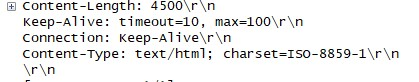 Content-Length: 4500\r\n
Keep-Alive: timeout=10, max=100\r\n
Connection: Keep-Alive\r\n
Content-Type: text/html; charset=ISO-8859-1\r\n
\r\n